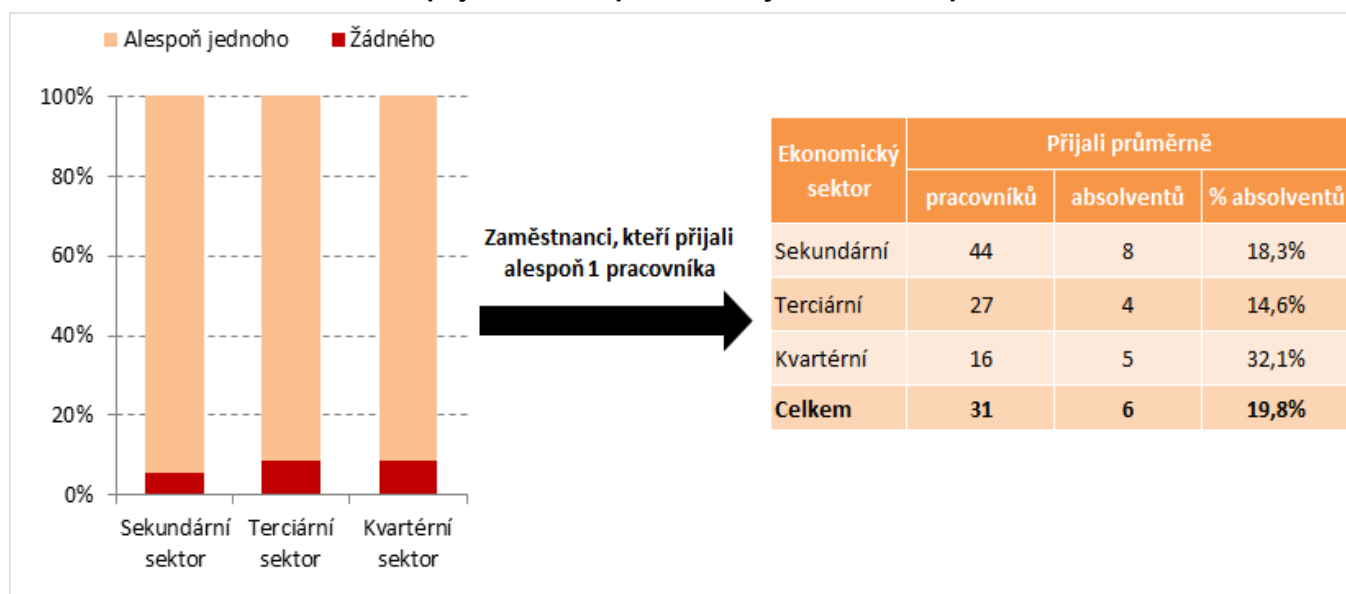 Alespoň jednoho Žádného
100%
80%
60%
40%
20%
0%
Sekundární sektor
Terciární sektor
Kvartérní sektor
Zaměstnanci, kteří přijali
alespoň 1 pracovníka
Ekonomický sektor
Přijali průměrně
pracovníků absolventů % absolventů
Sekundární 44 8 18,3%
Terciární 27 4 14,6%
Kvartérní 16 5 32,1%
Celkem 31 6 19,8%